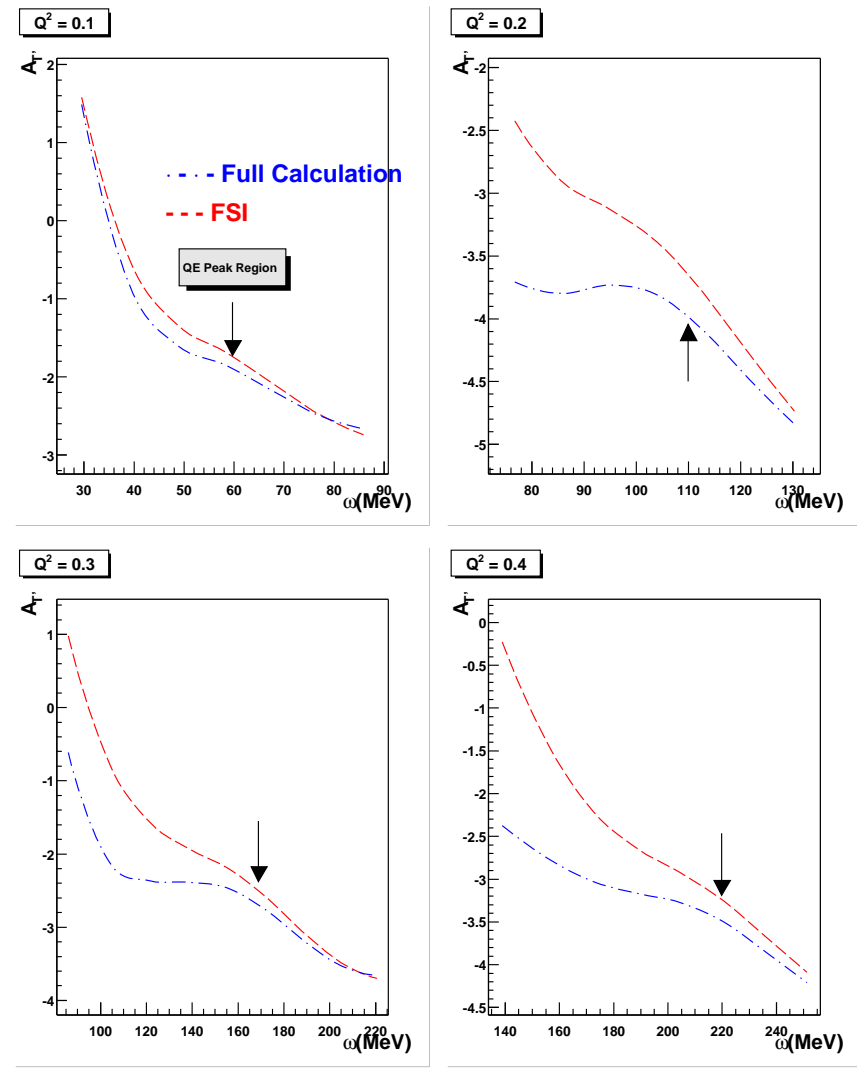 Q² = 0.1
A_T'
2
1
0
-1
-2
-3
Full Calculation
FSI
QE Peak Region
30 40 50 60 70 80 90
ω(MeV)
Q² = 0.2
A_T'
-2
-2.5
-3
-3.5
-4
-4.5
-5
80 90 100 110 120 130
ω(MeV)
Q² = 0.3
A_T'
1
0
-1
-2
-3
-4
100 120 140 160 180 200 220
ω(MeV)
Q² = 0.4
A_T'
0
-0.5
-1
-1.5
-2
-2.5
-3
-3.5
-4
-4.5
140 160 180 200 220 240
ω(MeV)